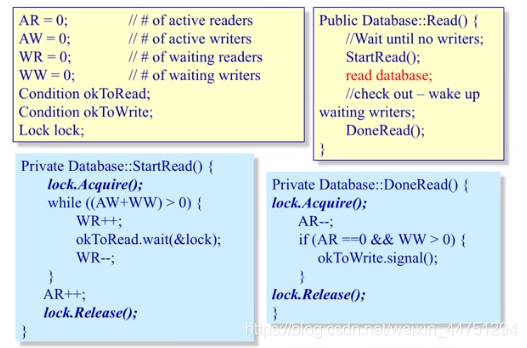 AR = 0; // # of active readers
AW = 0; // # of active writers
WR = 0; // # of waiting readers
WW = 0; // # of waiting writers
Condition okToRead;
Condition okToWrite;
Lock lock;
Public Database::Read() {
//Wait until no writers;
StartRead();
read database;
//check out – wake up
waiting writers;
DoneRead();
}
Private Database::StartRead() {
lock.Acquire();
while ((AW+WW) > 0) {
WR++;
okToRead.wait(&lock);
WR--;
}
AR++;
lock.Release();
}
Private Database::DoneRead() {
lock.Acquire();
AR--;
if (AR ==0 && WW > 0) {
okToWrite.signal();
}
lock.Release();
}
https://blog.csdn.net/weixin_44751294